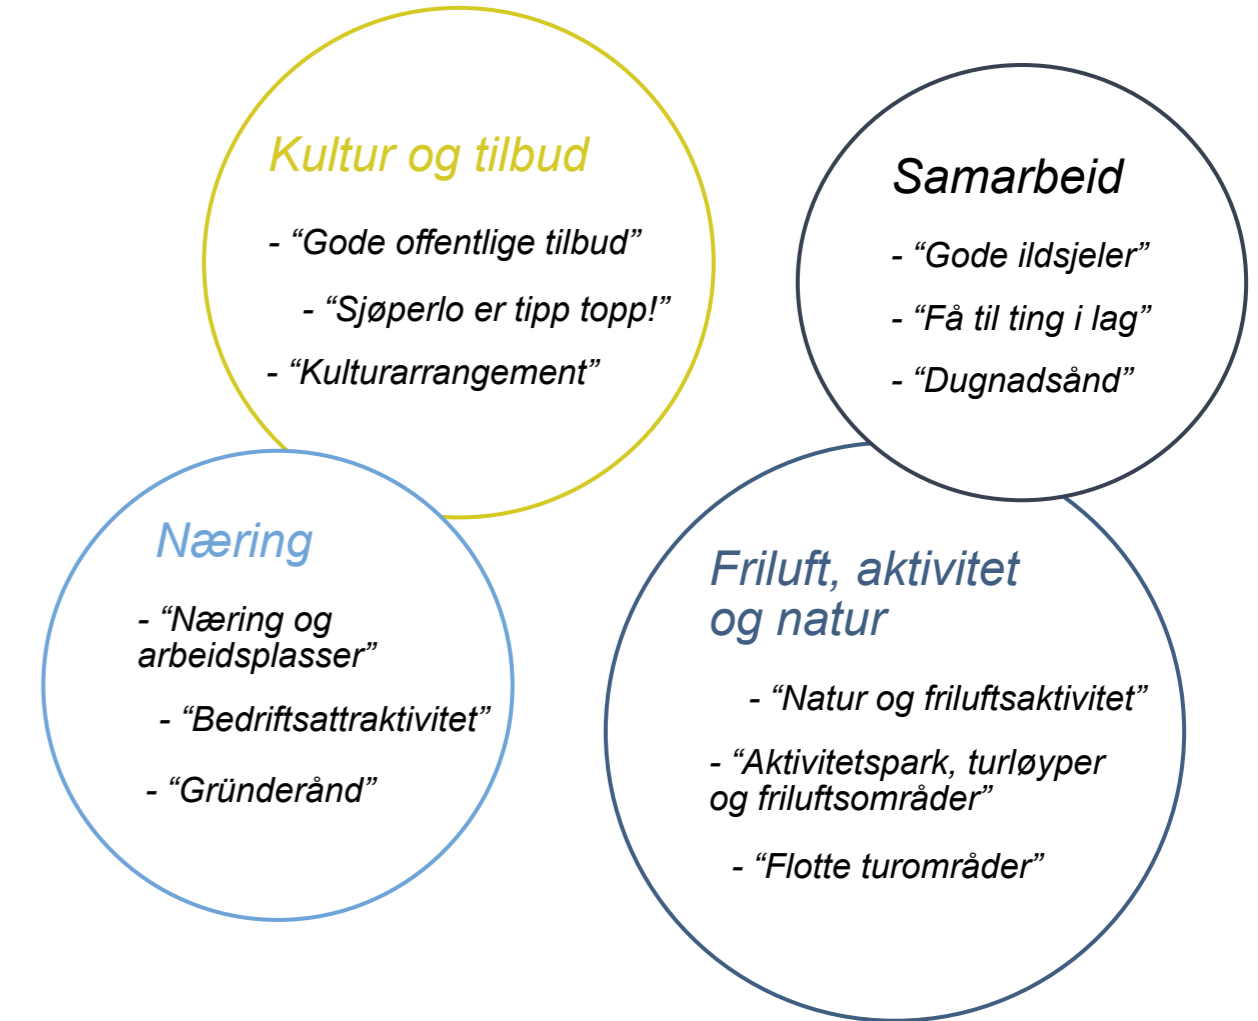 Kultur og tilbud
- “Gode offentlige tilbud”
- “Sjøperlo er tipp topp!”
- “Kulturarrangement”
Samarbeid
- “Gode ildsjeler”
- “Få til ting i lag”
- “Dugnadsånd”
Næring
- “Næring og
arbeidsplasser”
- “Bedriftsattraktivitet”
- “Gründerånd”
Friluft, aktivitet
og natur
- “Natur og friluftsaktivitet”
- “Aktivitetspark, turløyper
og friluftsområder”
- “Flotte turområder”